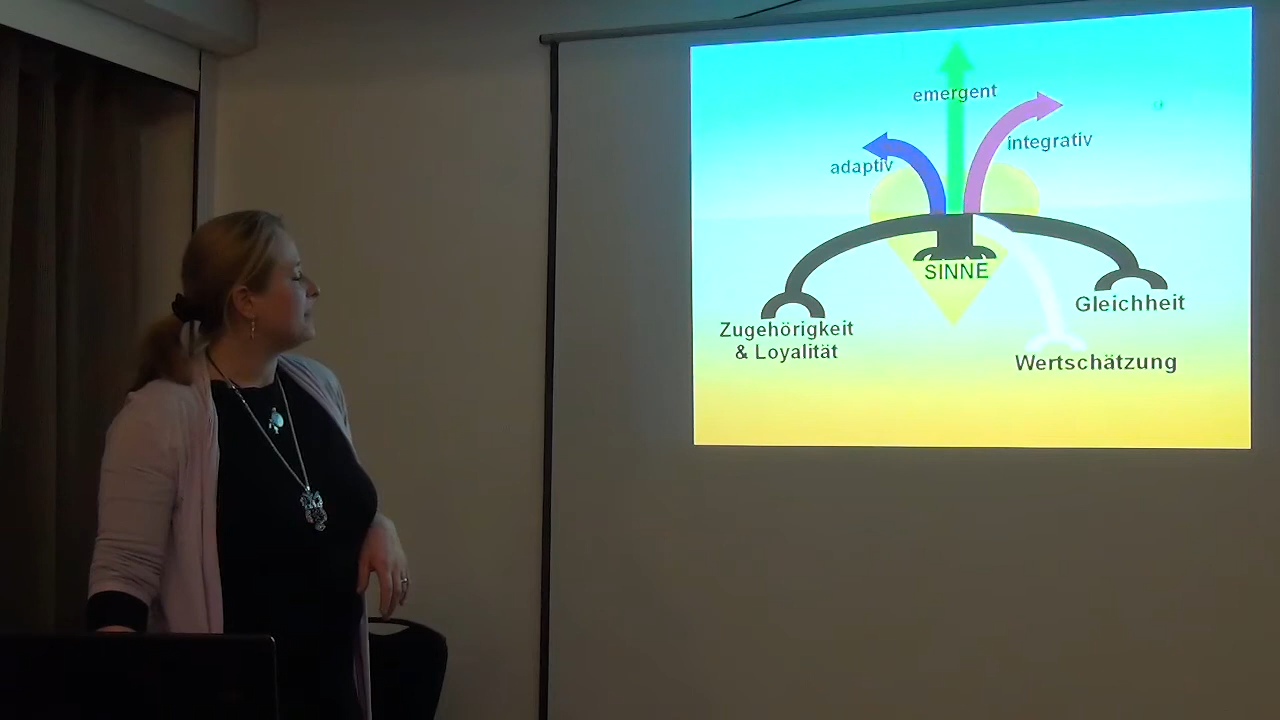 emergent
integrativ
adaptiv
SINNE
Gleichheit
Zugehörigkeit
& Loyalität
Wertschätzung